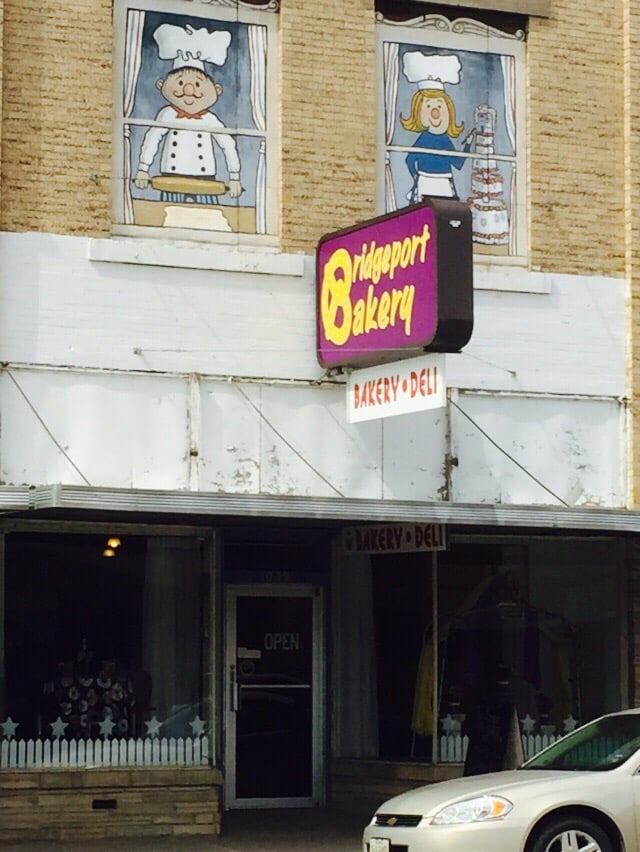 Bridgeport
Bakery
BAKERY • DELI
BAKERY • DELI
OPEN